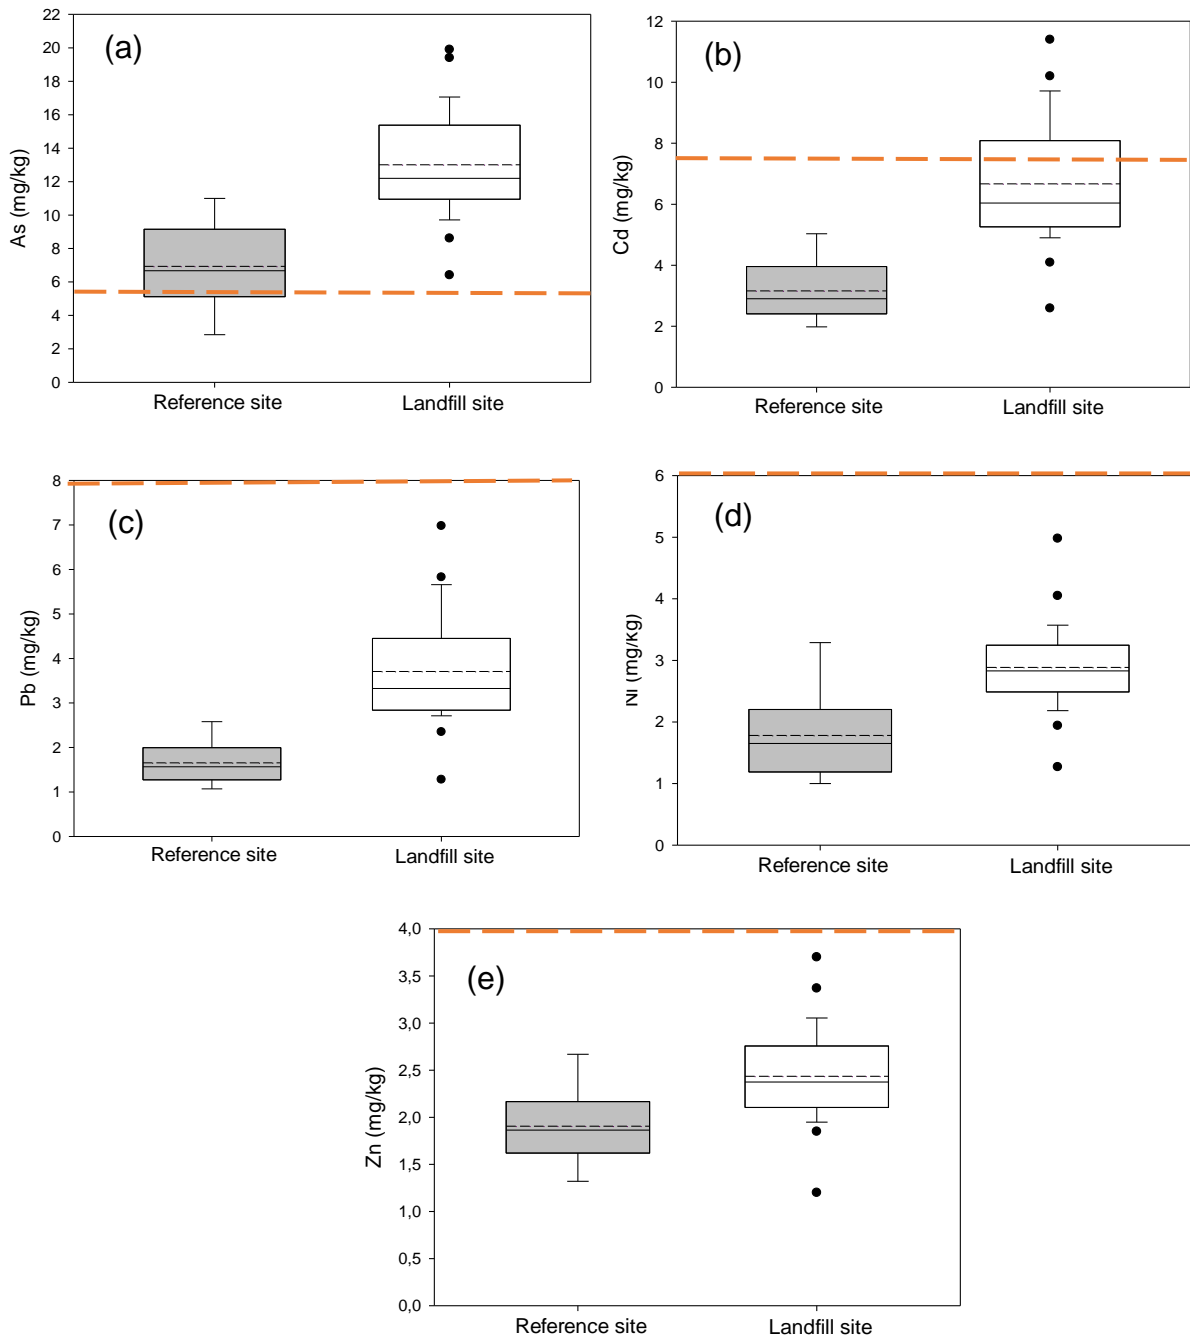 (a)
As (mg/kg)
22
20
18
16
14
12
10
8
6
4
2
0
Reference site
Landfill site
(b)
Cd (mg/kg)
12
10
8
6
4
2
0
Reference site
Landfill site
(c)
Pb (mg/kg)
8
7
6
5
4
3
2
1
0
Reference site
Landfill site
(d)
Ni (mg/kg)
6
5
4
3
2
1
0
Reference site
Landfill site
(e)
Zn (mg/kg)
4,0
3,5
3,0
2,5
2,0
1,5
1,0
0,5
0,0
Reference site
Landfill site